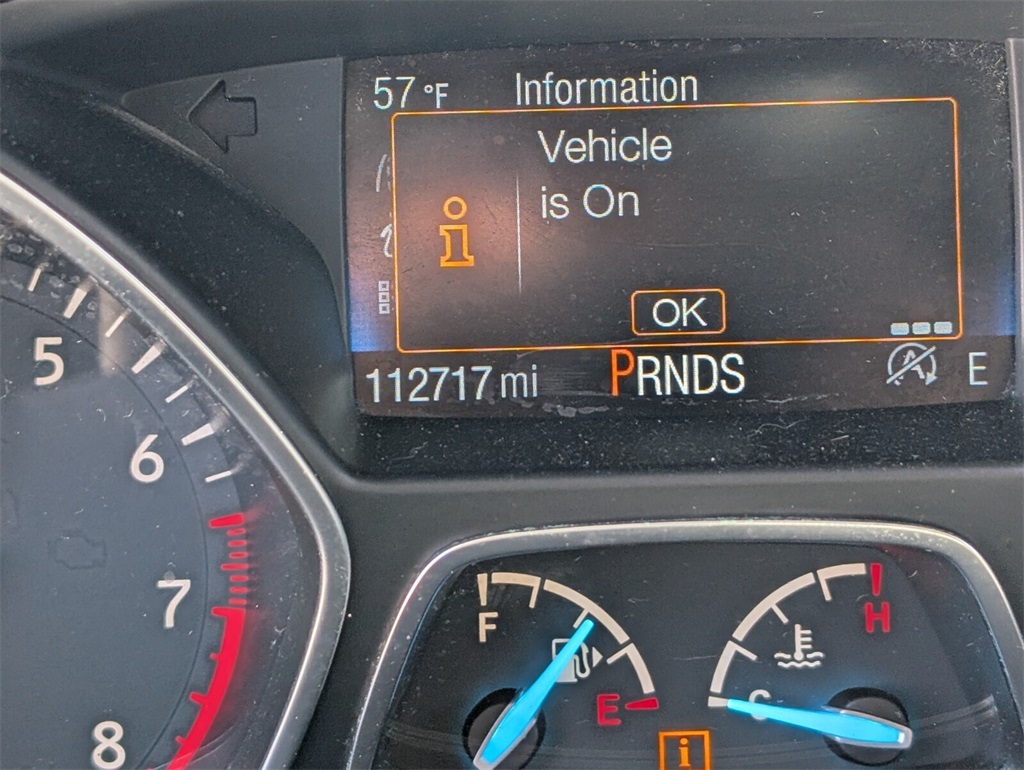 57 °F Information
Vehicle
is On
OK
112717 mi PRNDS E
5
6
7
8
F
E
H
C